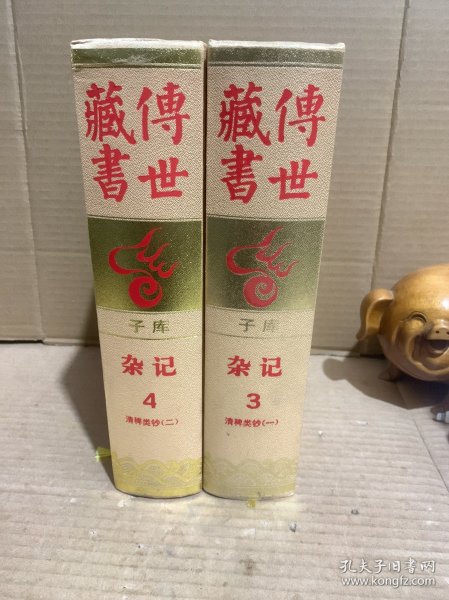 傳世
藏書
子库
杂记
4
清稗类钞(二)
傳世
藏書
子库
杂记
3
清稗类钞(一)
孔夫子旧书网
www.kongfz.com